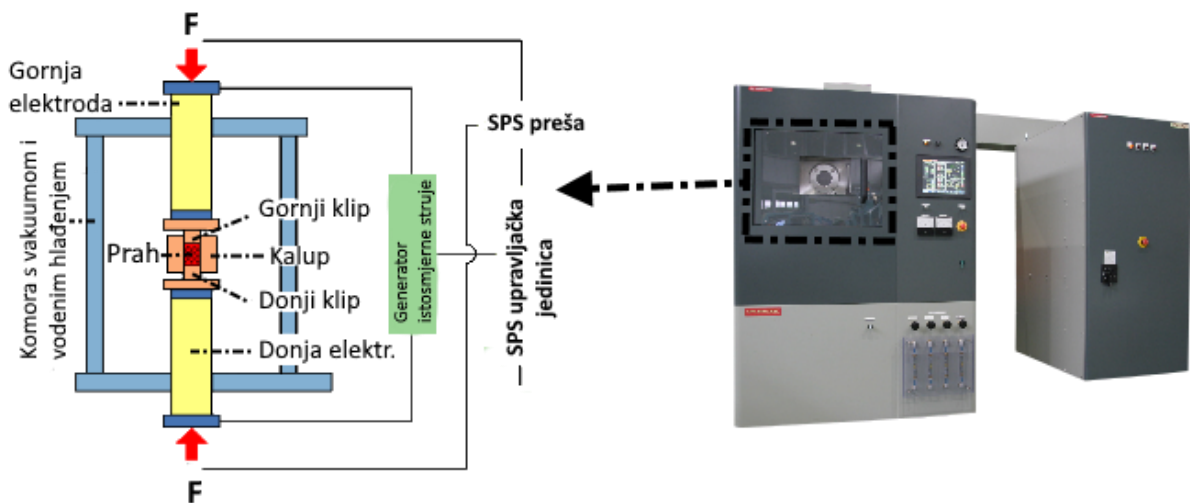 F
Gornja
elektroda
SPS preša
Komora s vakuumom i
vodenim hlađenjem
Gornji klip
Prah
Kalup
Donji klip
Generator
istosmjerne struje
SPS upravljačka
jedinica
Donja elektr.
F